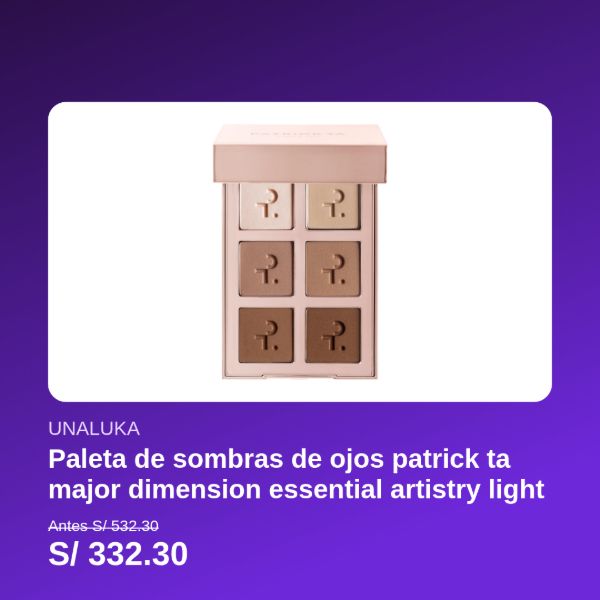 UNALUKA
Paleta de sombras de ojos patrick ta
major dimension essential artistry light
Antes S/ 532.30
S/ 332.30